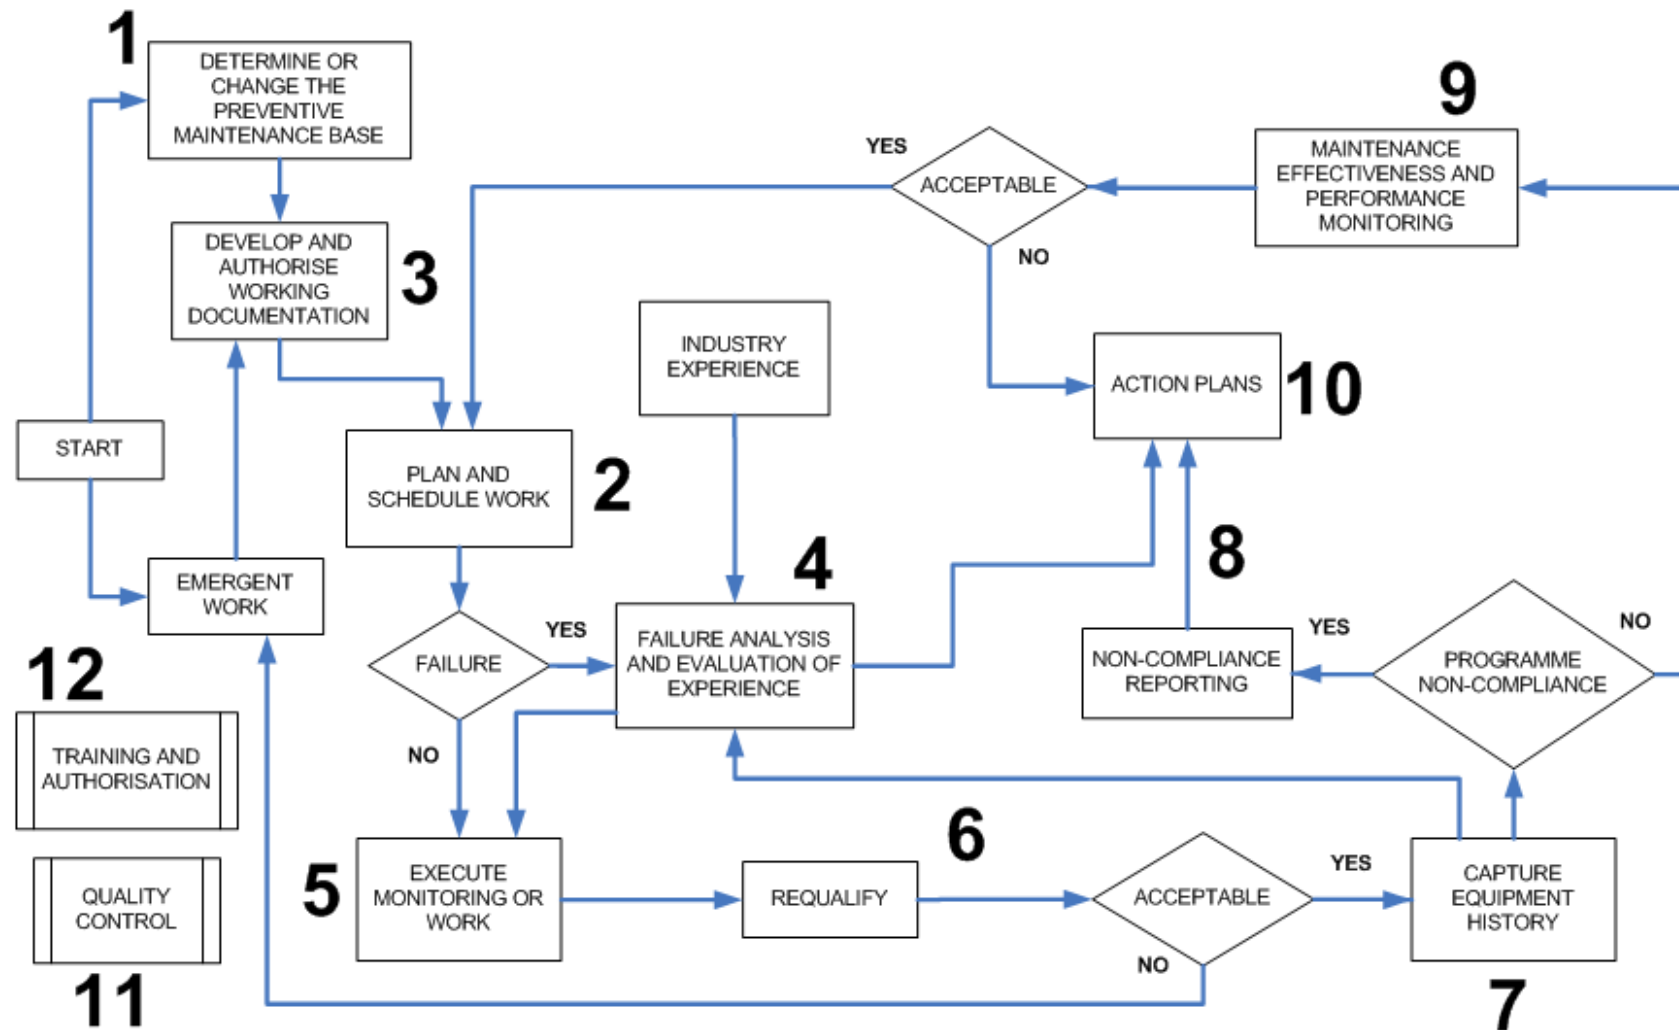 1
DETERMINE OR
CHANGE THE
PREVENTIVE
MAINTENANCE BASE
9
MAINTENANCE
EFFECTIVENESS AND
PERFORMANCE
MONITORING
YES
ACCEPTABLE
NO
DEVELOP AND
AUTHORISE
WORKING
DOCUMENTATION
3
INDUSTRY
EXPERIENCE
ACTION PLANS
10
START
PLAN AND
SCHEDULE WORK
2
EMERGENT
WORK
4
8
FAILURE
YES
NO
FAILURE ANALYSIS
AND EVALUATION OF
EXPERIENCE
NON-COMPLIANCE
REPORTING
YES
PROGRAMME
NON-COMPLIANCE
NO
12
TRAINING AND
AUTHORISATION
5
EXECUTE
MONITORING OR
WORK
REQUALIFY
6
ACCEPTABLE
YES
NO
CAPTURE
EQUIPMENT
HISTORY
7
QUALITY
CONTROL
11